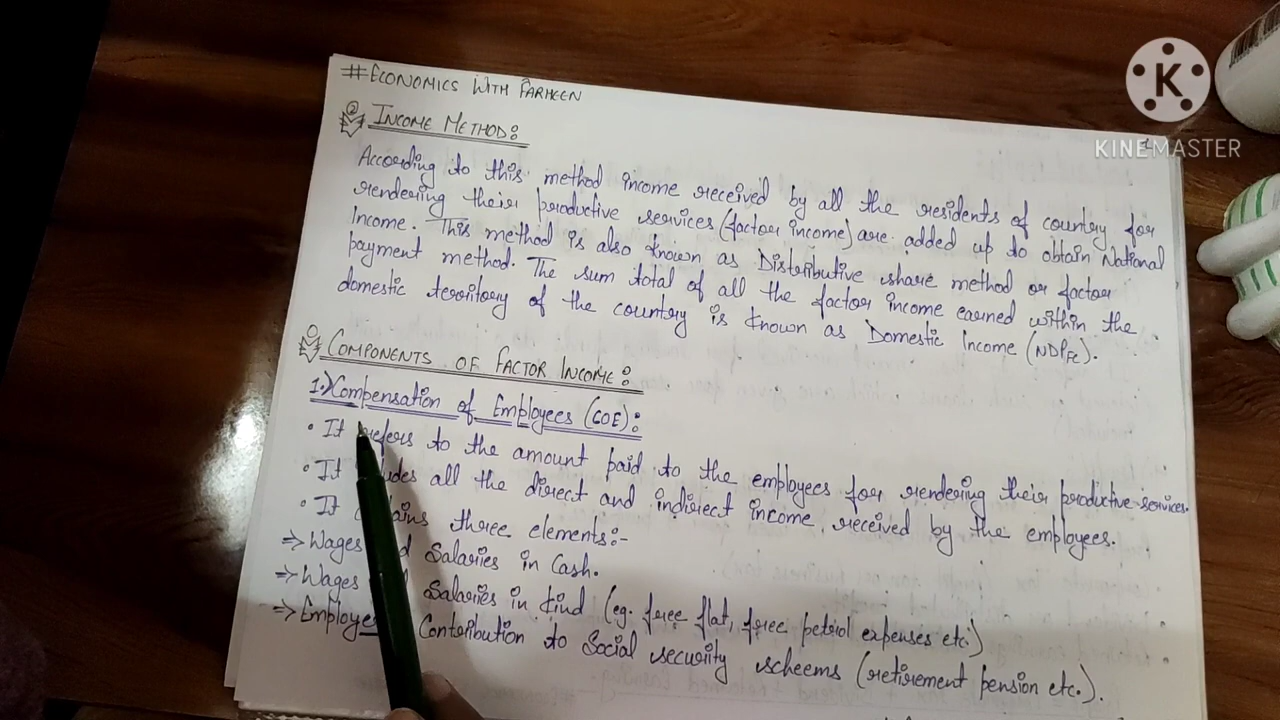 #ECONOMICS WITH PARHEEN
② INCOME METHOD:
According to this method income received by all the residents of country for
rendering their productive services (factor income) are added up to obtain National
Income. This method is also known as Distributive share method or factor
payment method. The sum total of all the factor income earned within the
domestic territory of the country is known as Domestic Income (NDPFC).
COMPONENTS OF FACTOR INCOME:
1.) Compensation of Employees (COE):
• It refers to the amount paid to the employees for rendering their productive services.
• It all the direct and indirect income received by the employees.
• It three elements:-
⇒ Wages Salaries in Cash.
⇒ Wages Salaries in kind (eg. free flat, free petrol expenses etc)
⇒ Contribution to Social security scheems (retirement pension etc.).
K
KINEMASTER